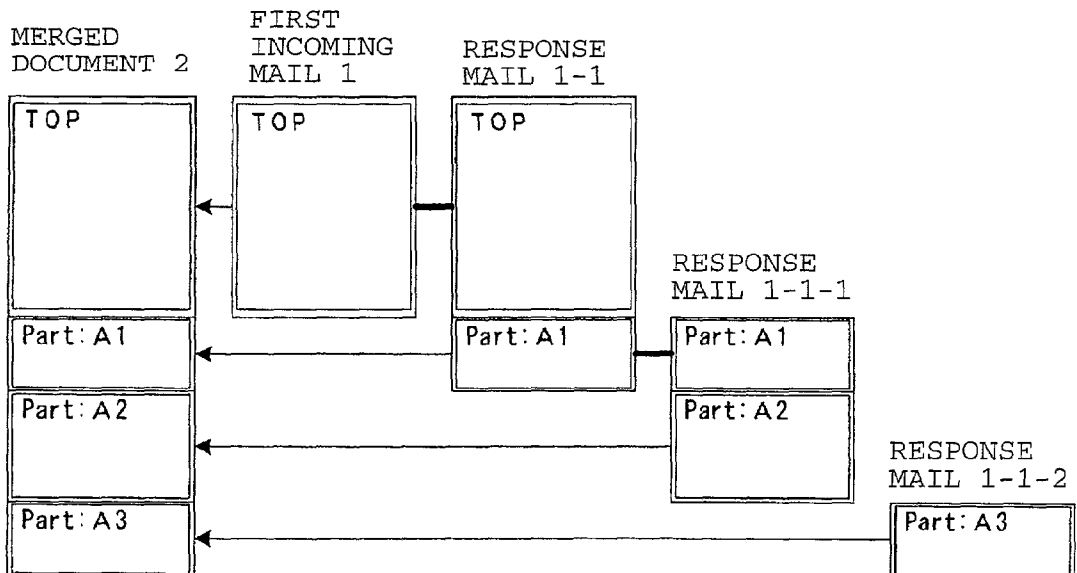 MERGED
DOCUMENT 2
FIRST
INCOMING
MAIL 1
RESPONSE
MAIL 1-1
TOP
TOP
TOP
RESPONSE
MAIL 1-1-1
Part: A1
Part: A1
Part: A1
Part: A2
Part: A2
RESPONSE
MAIL 1-1-2
Part: A3
Part: A3